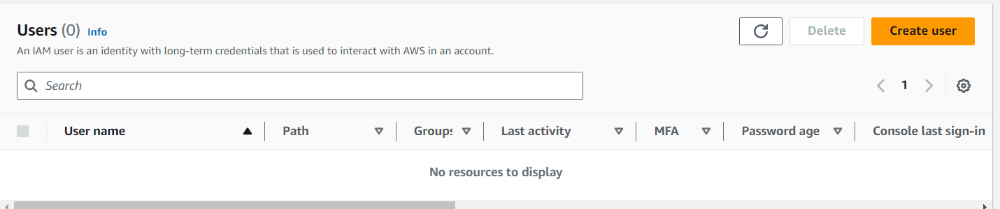 Users (0) Info
Delete
Create user
An IAM user is an identity with long-term credentials that is used to interact with AWS in an account.
Search
1
User name Path Groups Last activity MFA Password age Console last sign-in
No resources to display